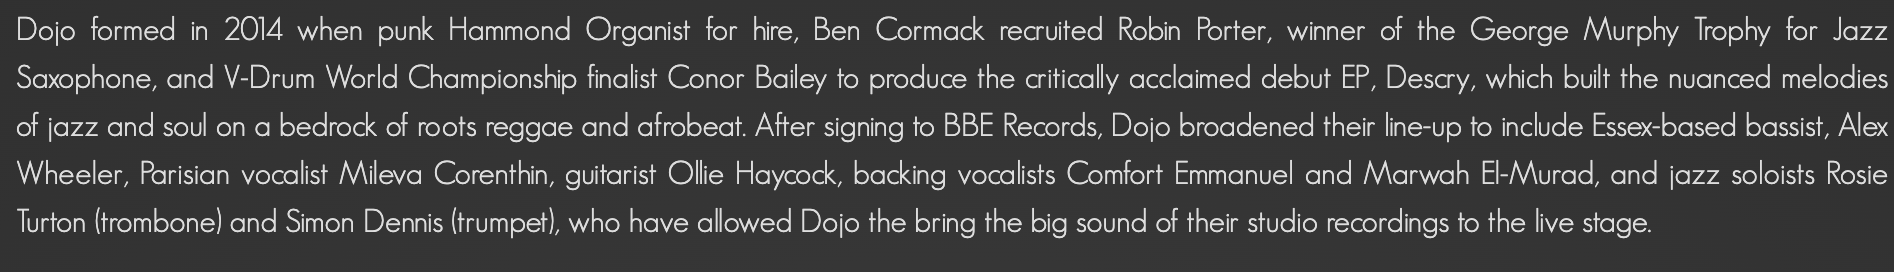 Dojo formed in 2014 when punk Hammond Organist for hire, Ben Cormack recruited Robin Porter, winner of the George Murphy Trophy for Jazz
Saxophone, and V-Drum World Championship finalist Conor Bailey to produce the critically acclaimed debut EP, Descry, which built the nuanced melodies
of jazz and soul on a bedrock of roots reggae and afrobeat. After signing to BBE Records, Dojo broadened their line-up to include Essex-based bassist, Alex
Wheeler, Parisian vocalist Mileva Corenthin, guitarist Ollie Haycock, backing vocalists Comfort Emmanuel and Marwah El-Murad, and jazz soloists Rosie
Turton (trombone) and Simon Dennis (trumpet), who have allowed Dojo the bring the big sound of their studio recordings to the live stage.